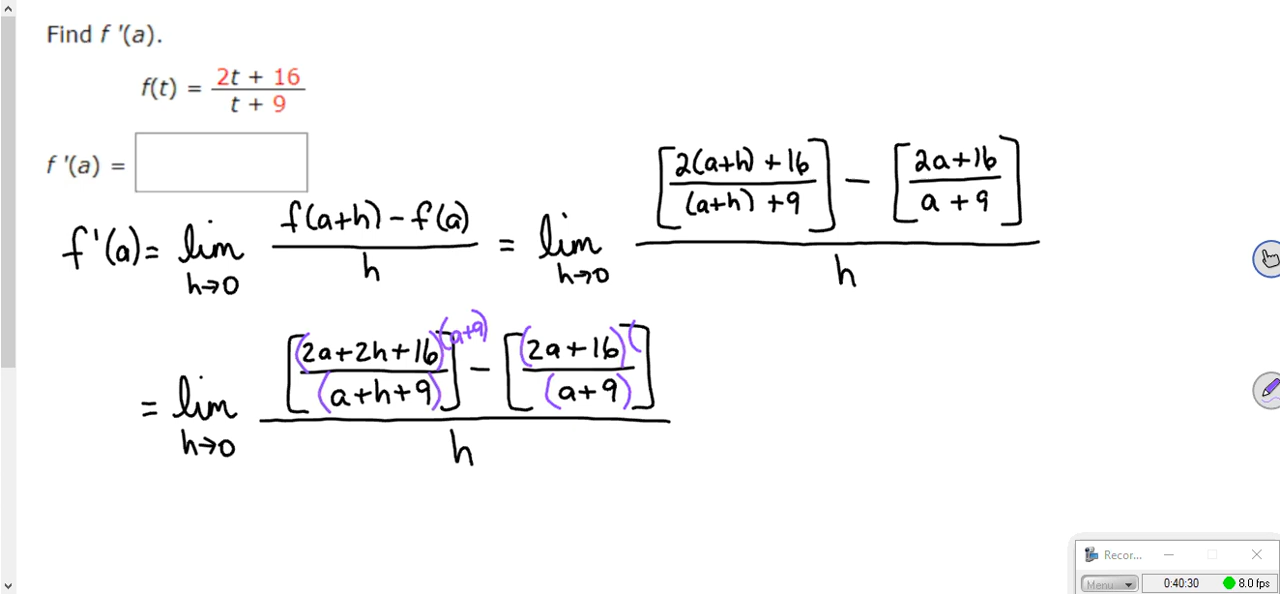 Find f '(a).
f(t) = 2t + 16 / t + 9
f '(a) =
f'(a) = lim h→0 f(a+h) - f(a) / h = lim h→0 [2(a+h) + 16 / (a+h) + 9] - [2a+16 / a + 9] / h
= lim h→0 [(2a+2h+16)(a+9) / (a+h+9)] - [(2a+16)( / (a+9)] / h
Recor...
Menu 0:40:30 8.0 fps